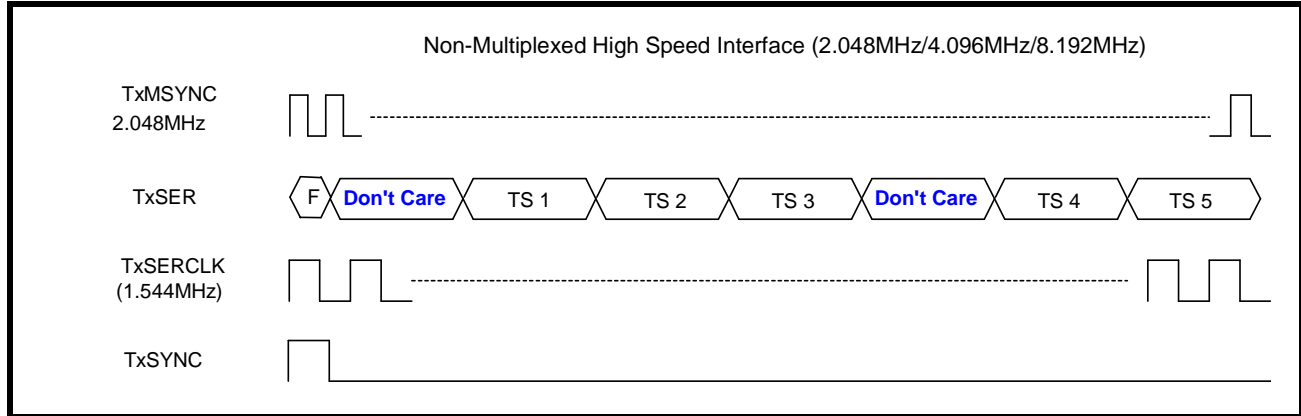 Non-Multiplexed High Speed Interface (2.048MHz/4.096MHz/8.192MHz)
TxMSYNC
2.048MHz
TxSER
F Don't Care TS 1 TS 2 TS 3 Don't Care TS 4 TS 5
TxSERCLK
(1.544MHz)
TxSYNC